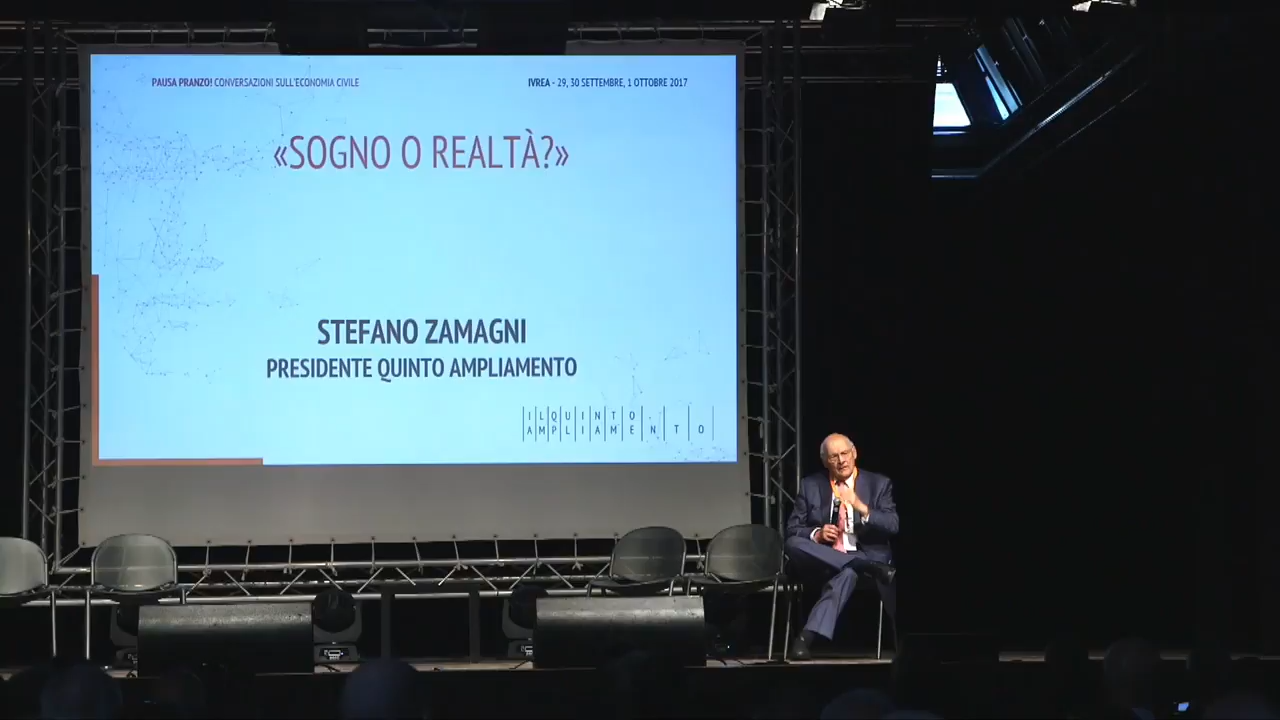 PAUSA PRANZO! CONVERSAZIONI SULL'ECONOMIA CIVILE
IVREA - 29, 30 SETTEMBRE, 1 OTTOBRE 2017
«SOGNO O REALTÀ?»
STEFANO ZAMAGNI
PRESIDENTE QUINTO AMPLIAMENTO
IL QUINTO
AMPLIAMENTO